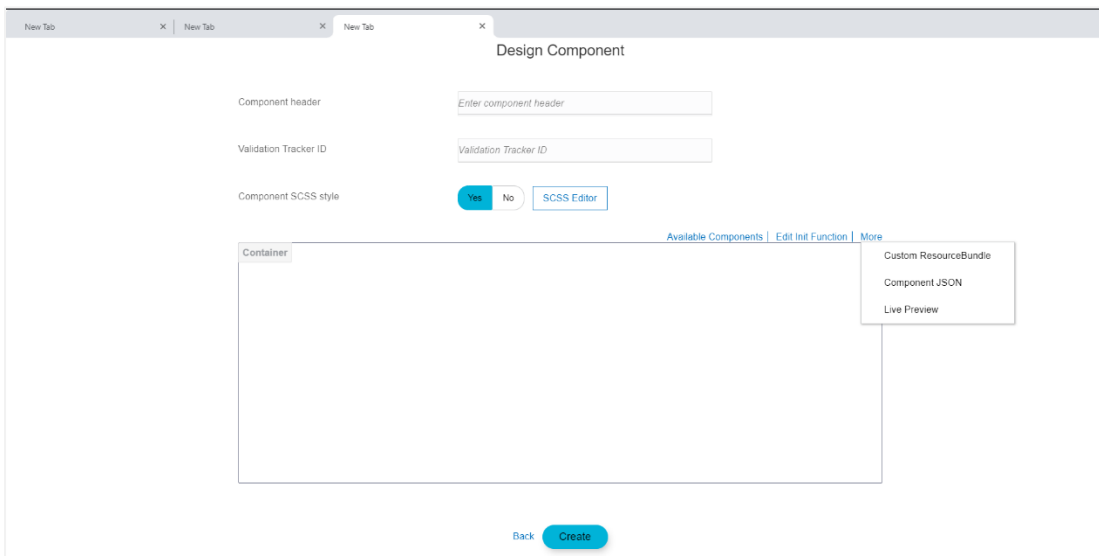 New Tab New Tab New Tab
Design Component
Component header Enter component header
Validation Tracker ID Validation Tracker ID
Component SCSS style Yes No SCSS Editor
Available Components | Edit Init Function | More
Container
Custom ResourceBundle
Component JSON
Live Preview
Back Create